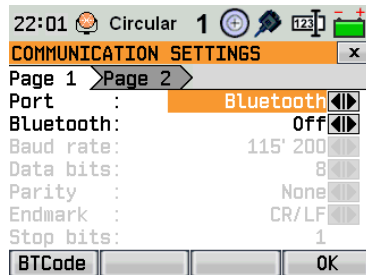 22:01 Circular 1 123
COMMUNICATION SETTINGS x
Page 1 Page 2
Port : Bluetooth
Bluetooth: Off
Baud rate: 115'200
Data bits: 8
Parity : None
Endmark : CR/LF
Stop bits: 1
BTCode OK